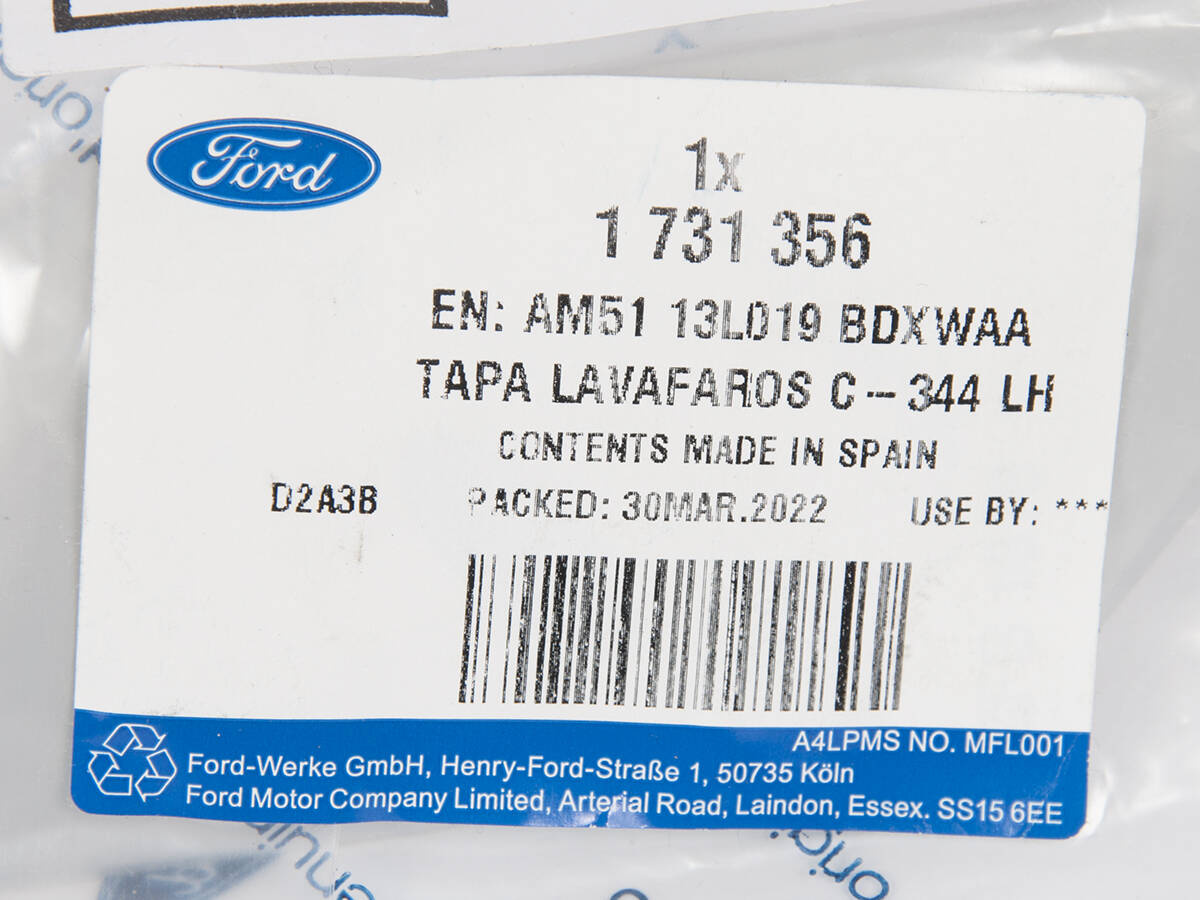 Ford
1x
1 731 356
EN: AM51 13L019 BDXWAA
TAPA LAVAFAROS C-344 LH
CONTENTS MADE IN SPAIN
D2A3B PACKED: 30MAR.2022 USE BY: ***
A4LPMS NO. MFL001
Ford-Werke GmbH, Henry-Ford-Straße 1, 50735 Köln
Ford Motor Company Limited, Arterial Road, Laindon, Essex. SS15 6EE